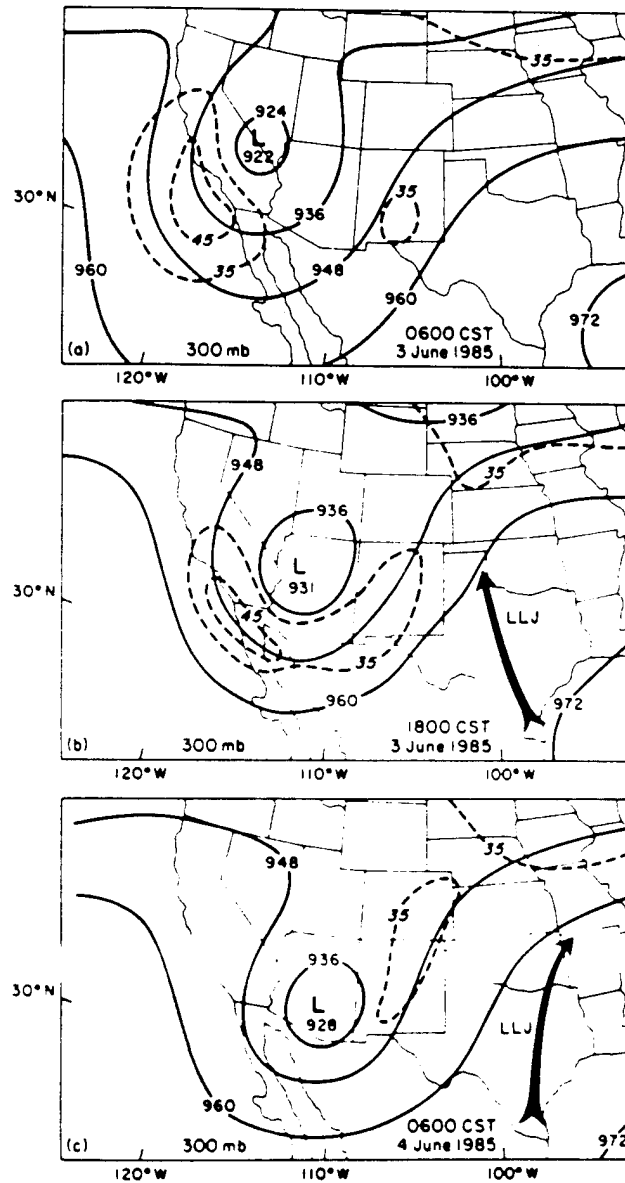 35
924
L
922
30°N
936
45
35
35
948
960
960
972
(a)
300 mb
0600 CST
3 June 1985
120°W
110°W
100°W
936
948
35
936
L
931
30°N
45
35
LLJ
960
972
(b)
300 mb
1800 CST
3 June 1985
120°W
110°W
100°W
35
948
35
936
L
928
30°N
LLJ
960
(c)
300 mb
0600 CST
4 June 1985
972
120°W
110°W
100°W